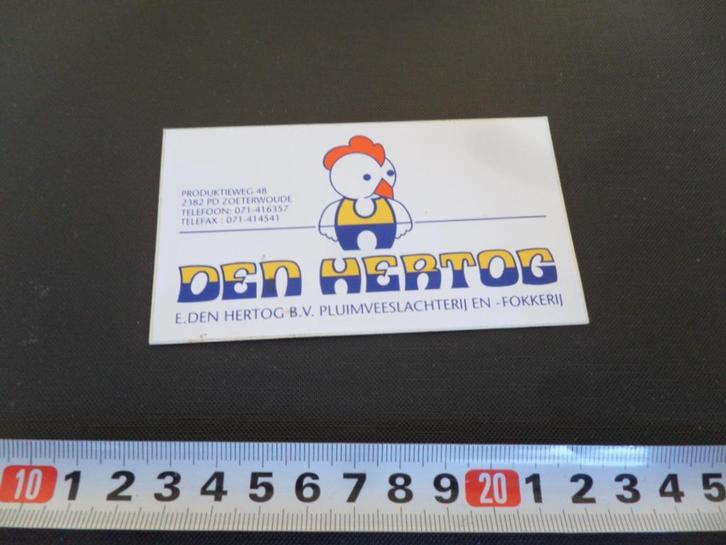 PRODUKTIEWEG 48
2382 PD ZOETERWOUDE
TELEFOON: 071-416357
TELEFAX : 071-414541
DEN HERTOG
E.DEN HERTOG B.V. PLUIMVEESLACHTERIJ EN -FOKKERIJ
10 1 2 3 4 5 6 7 8 9 20 1 2 3 4 5